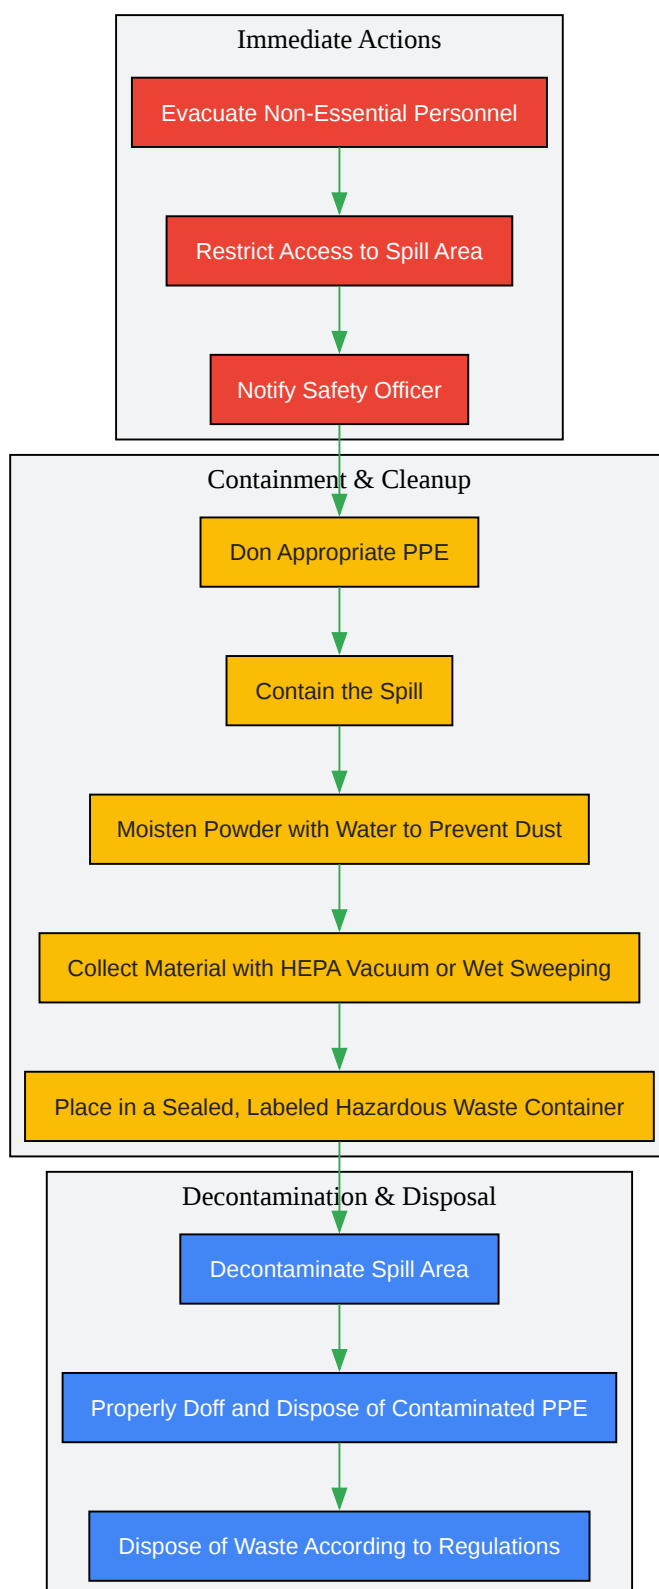 Immediate Actions
Evacuate Non-Essential Personnel
Restrict Access to Spill Area
Notify Safety Officer
Containment & Cleanup
Don Appropriate PPE
Contain the Spill
Moisten Powder with Water to Prevent Dust
Collect Material with HEPA Vacuum or Wet Sweeping
Place in a Sealed, Labeled Hazardous Waste Container
Decontamination & Disposal
Decontaminate Spill Area
Properly Doff and Dispose of Contaminated PPE
Dispose of Waste According to Regulations